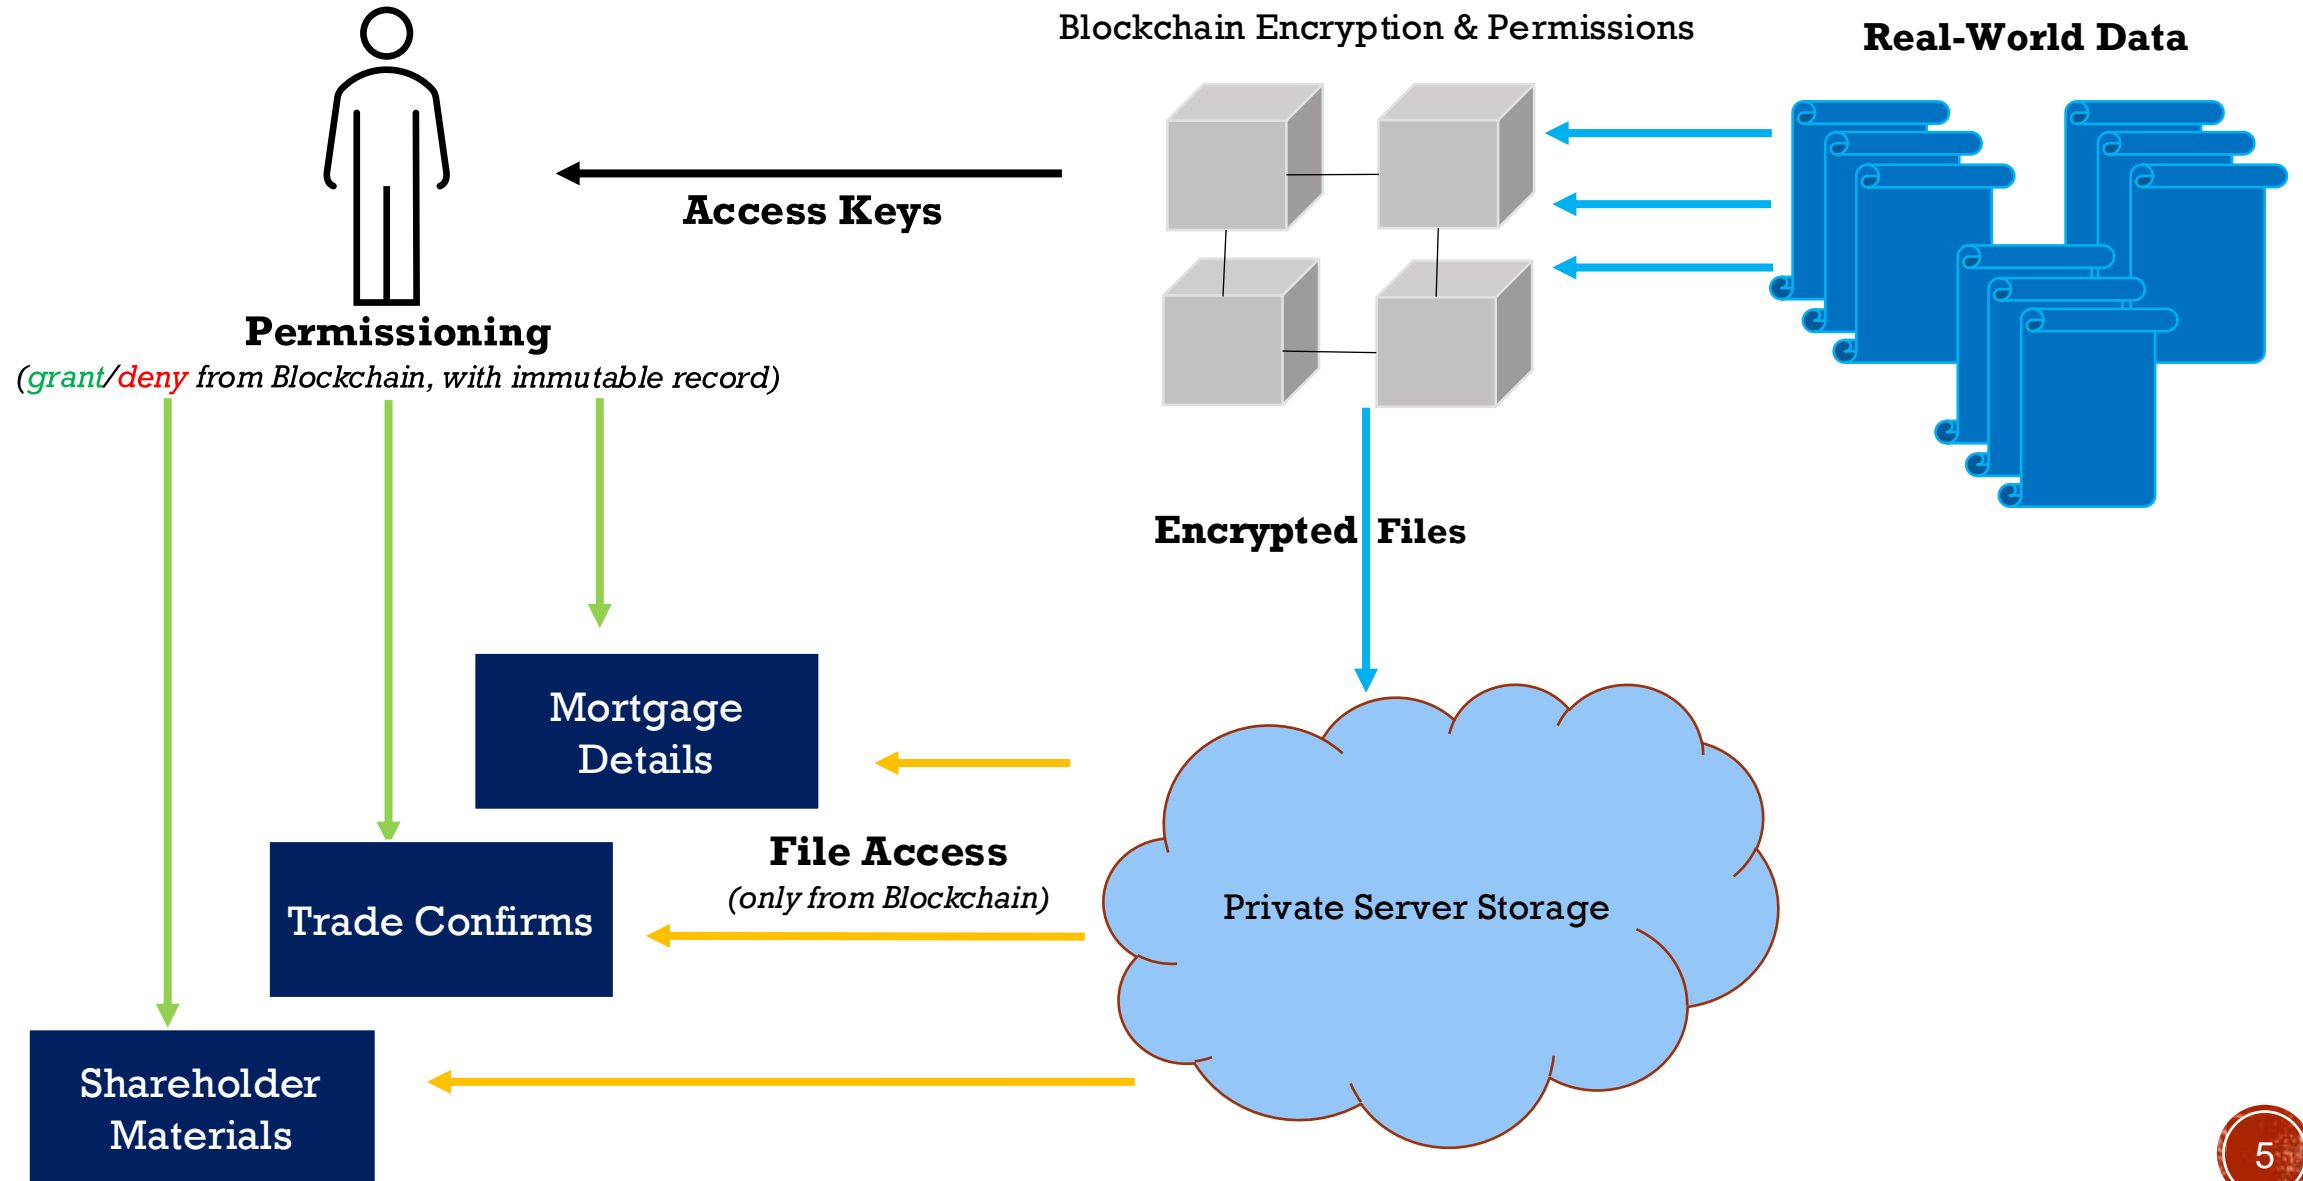 Blockchain Encryption & Permissions
Real-World Data
Access Keys
Permissioning
(grant/deny from Blockchain, with immutable record)
Encrypted Files
Mortgage
Details
File Access
(only from Blockchain)
Trade Confirms
Private Server Storage
Shareholder
Materials
5